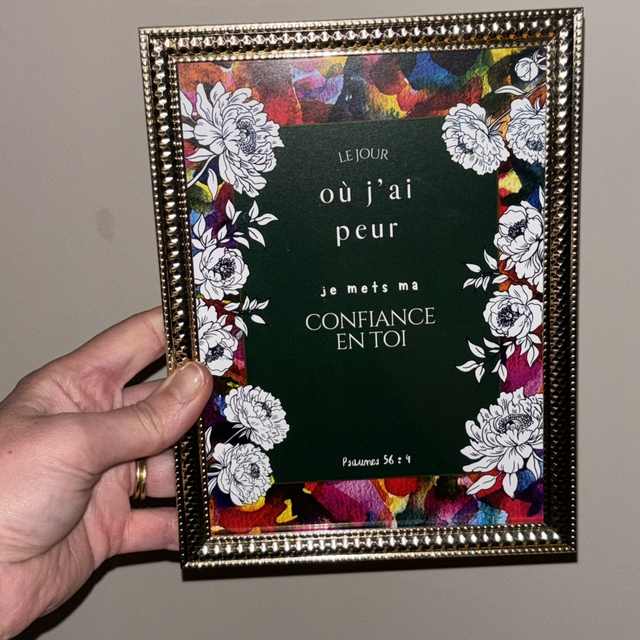 LE JOUR
où j'ai
peur
je mets ma
CONFIANCE
EN TOI
Psaumes 56 : 4